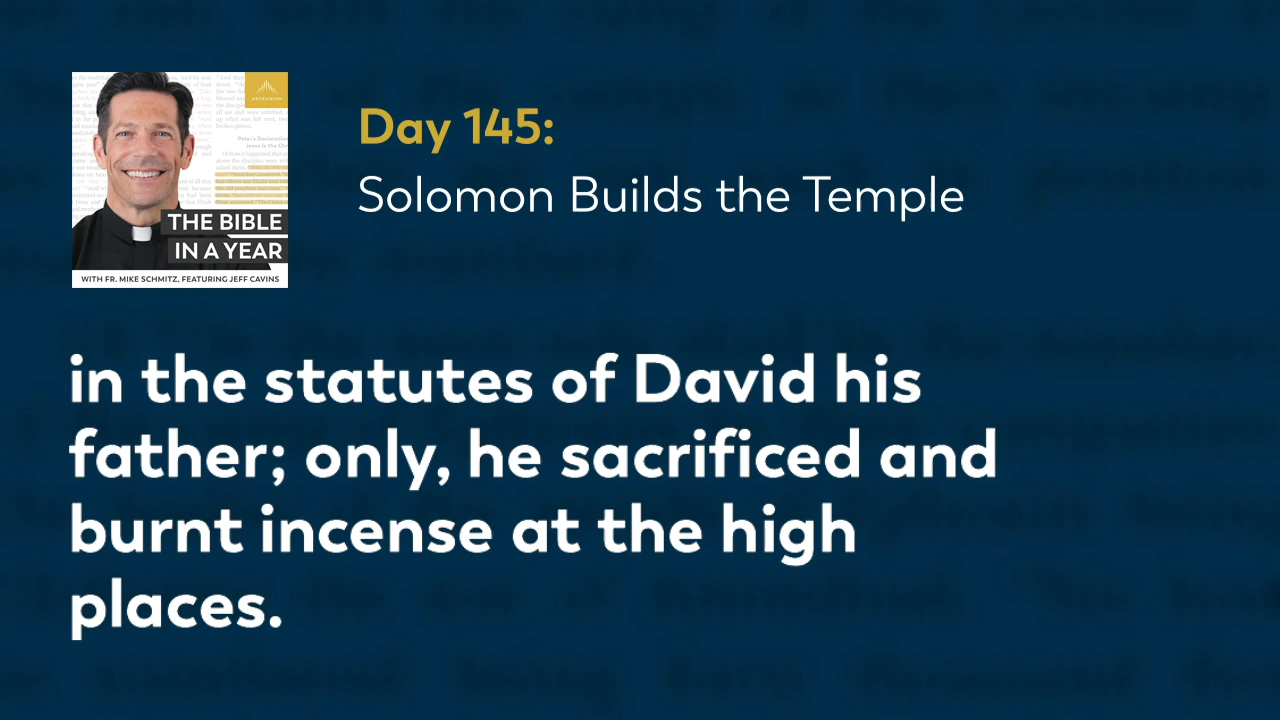 ASCENSION
THE BIBLE
IN A YEAR
WITH FR. MIKE SCHMITZ, FEATURING JEFF CAVINS
Day 145:
Solomon Builds the Temple
in the statutes of David his
father; only, he sacrificed and
burnt incense at the high
places.